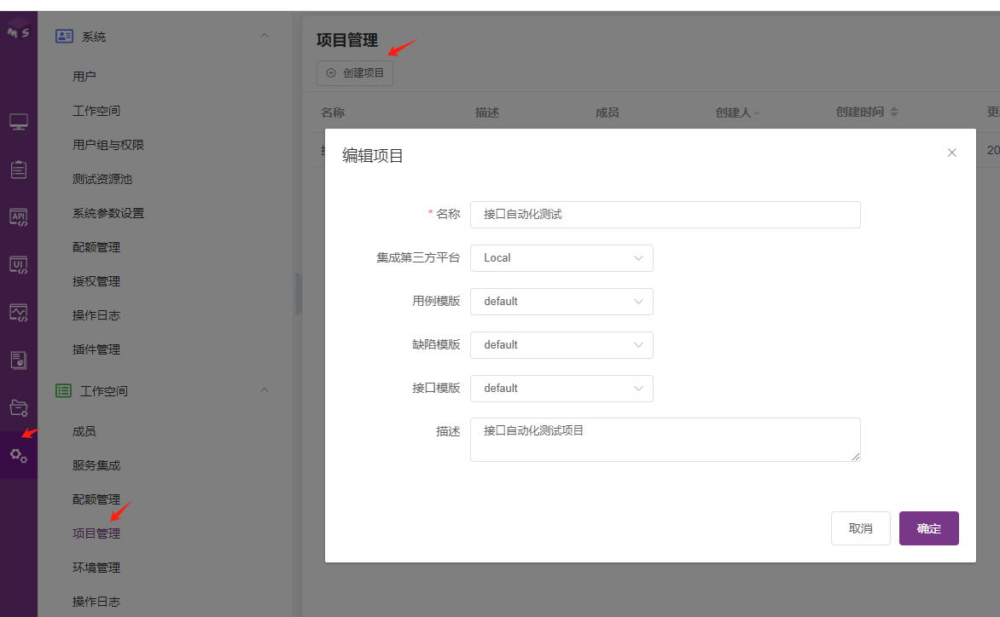 MS
系统
用户
工作空间
用户组与权限
测试资源池
系统参数设置
配额管理
授权管理
操作日志
插件管理
工作空间
成员
服务集成
配额管理
项目管理
环境管理
操作日志
API
UI
项目管理
创建项目
名称 描述 成员 创建人 创建时间 更
20
编辑项目
* 名称 接口自动化测试
集成第三方平台 Local
用例模版 default
缺陷模版 default
接口模版 default
描述 接口自动化测试项目
取消 确定